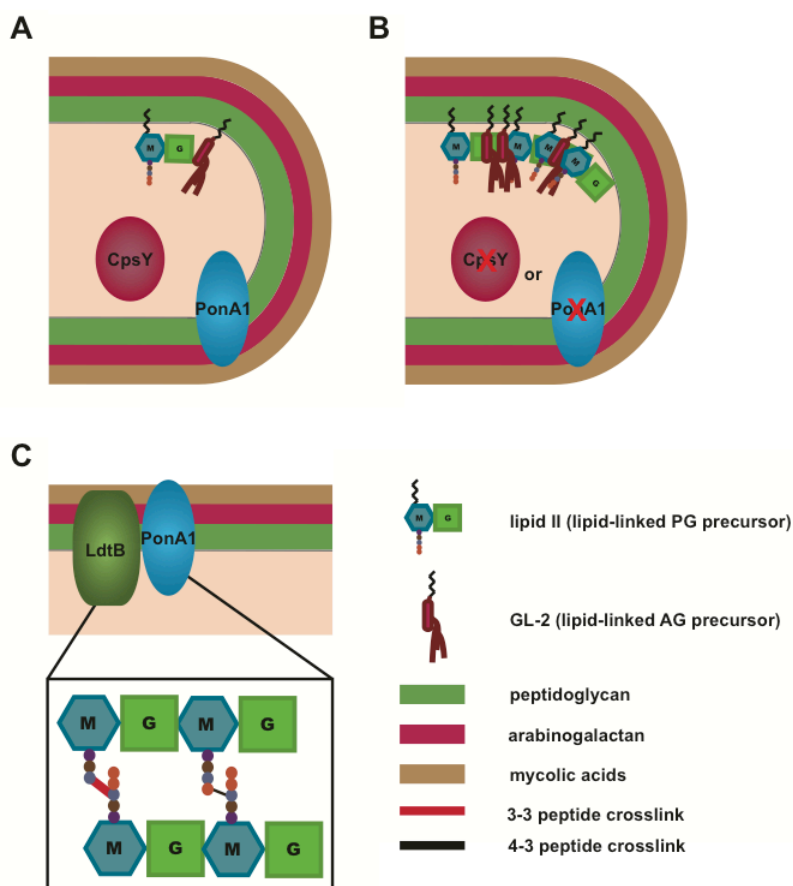 A
B
M
G
CpsY
PonA1
M
M
M
M
G
CpsY
X
or
PonA1
X
C
LdtB
PonA1
M
G
M
G
M
G
M
G
M
G
lipid II (lipid-linked PG precursor)
GL-2 (lipid-linked AG precursor)
peptidoglycan
arabinogalactan
mycolic acids
3-3 peptide crosslink
4-3 peptide crosslink